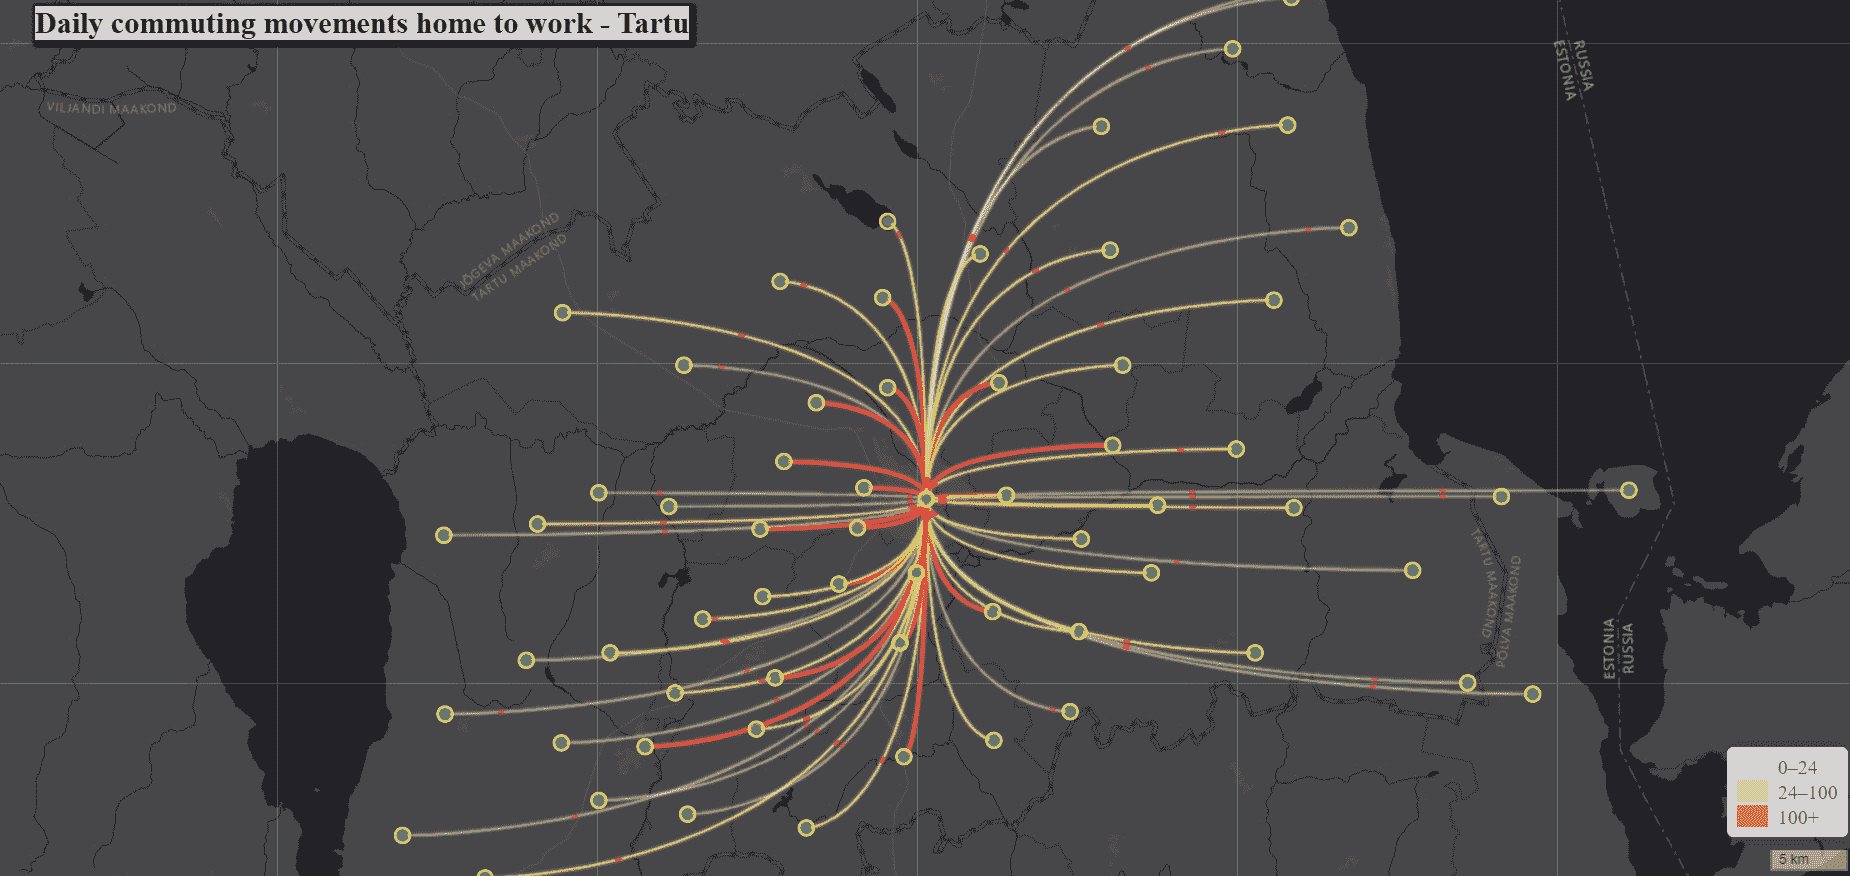 Daily commuting movements home to work - Tartu
VILJANDI MAAKOND
JÕGEVA MAAKOND
TARTU MAAKOND
RUSSIA
ESTONIA
TARTU MAAKOND
PÕLVA MAAKOND
ESTONIA
RUSSIA
0–24
24–100
100+
5 km